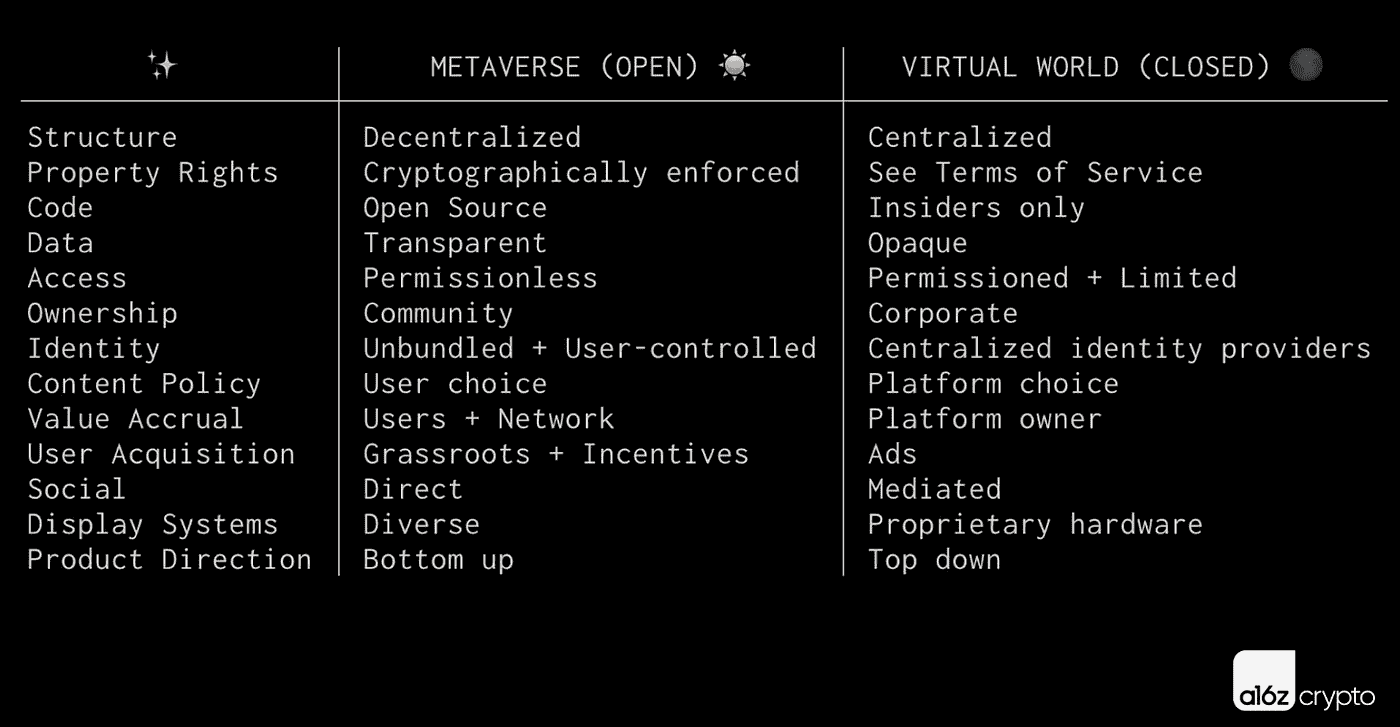 METAVERSE (OPEN) VIRTUAL WORLD (CLOSED)
Structure Decentralized Centralized
Property Rights Cryptographically enforced See Terms of Service
Code Open Source Insiders only
Data Transparent Opaque
Access Permissionless Permissioned + Limited
Ownership Community Corporate
Identity Unbundled + User-controlled Centralized identity providers
Content Policy User choice Platform choice
Value Accrual Users + Network Platform owner
User Acquisition Grassroots + Incentives Ads
Social Direct Mediated
Display Systems Diverse Proprietary hardware
Product Direction Bottom up Top down
a16z crypto